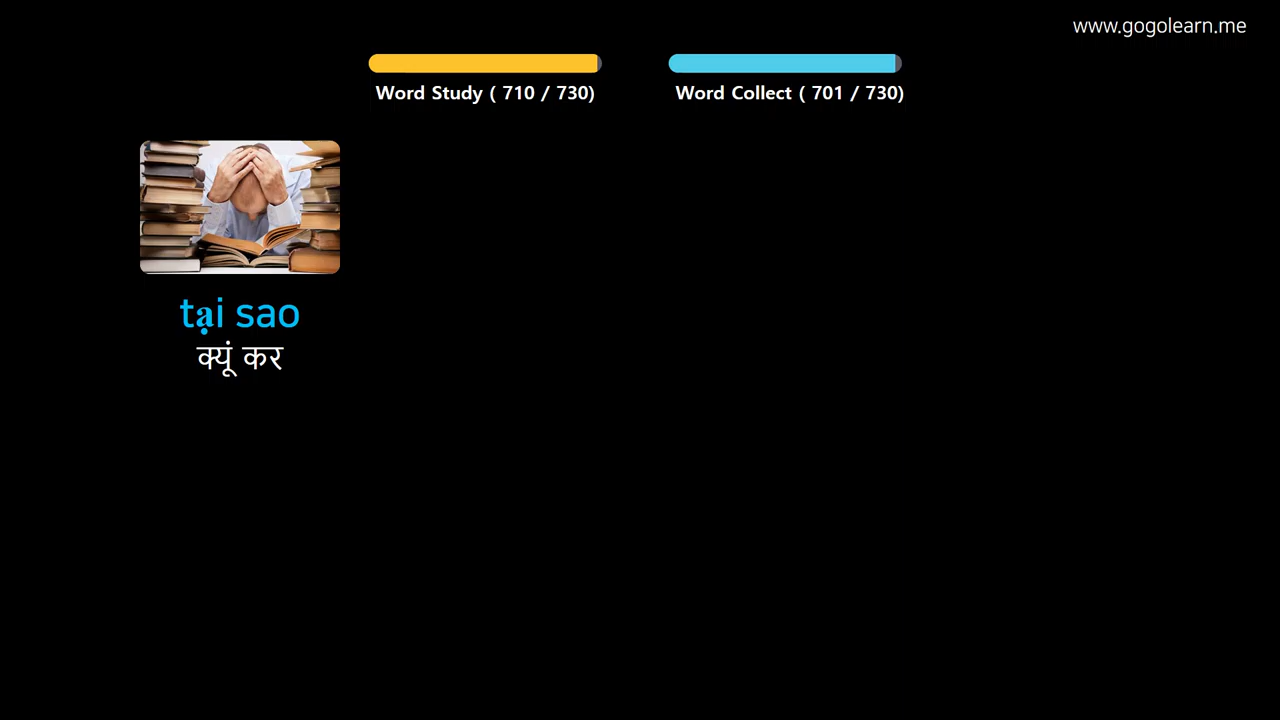 www.gogolearn.me
Word Study ( 710 / 730)
Word Collect ( 701 / 730)
tại sao
क्यूं कर